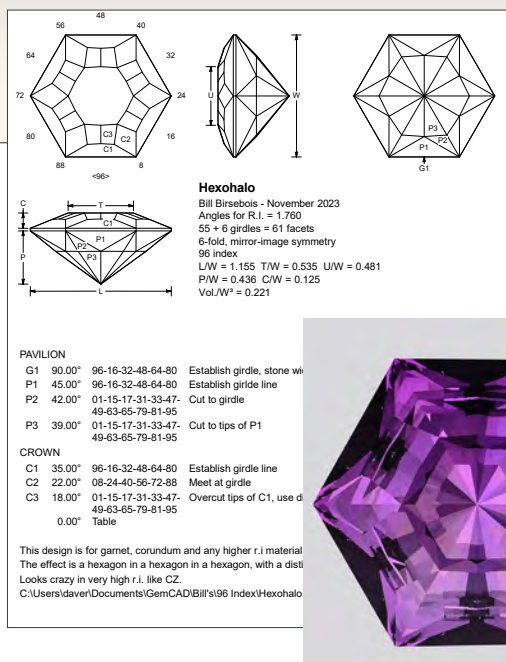 48
56 40
64 32
72 24
80 16
88 8
<96>
C3
C2
C1
U
W
P3
P2
P1
G1
C
T
C1
P1
P2
P3
P
L
Hexohalo
Bill Birsebois - November 2023
Angles for R.I. = 1.760
55 + 6 girdles = 61 facets
6-fold, mirror-image symmetry
96 index
L/W = 1.155 T/W = 0.535 U/W = 0.481
P/W = 0.436 C/W = 0.125
Vol./W³ = 0.221
PAVILION
G1 90.00° 96-16-32-48-64-80 Establish girdle, stone
P1 45.00° 96-16-32-48-64-80 Establish girlde line
P2 42.00° 01-15-17-31-33-47- Cut to girdle
49-63-65-79-81-95
P3 39.00° 01-15-17-31-33-47- Cut to tips of P1
49-63-65-79-81-95
CROWN
C1 35.00° 96-16-32-48-64-80 Establish girdle line
C2 22.00° 08-24-40-56-72-88 Meet at girdle
C3 18.00° 01-15-17-31-33-47- Overcut tips of C1, use
49-63-65-79-81-95
0.00° Table
This design is for garnet, corundum and any higher r.i material
The effect is a hexagon in a hexagon in a hexagon, with a
Looks crazy in very high r.i. like CZ.
C:\Users\daver\Documents\GemCAD\Bill's\96 Index\Hexohalo